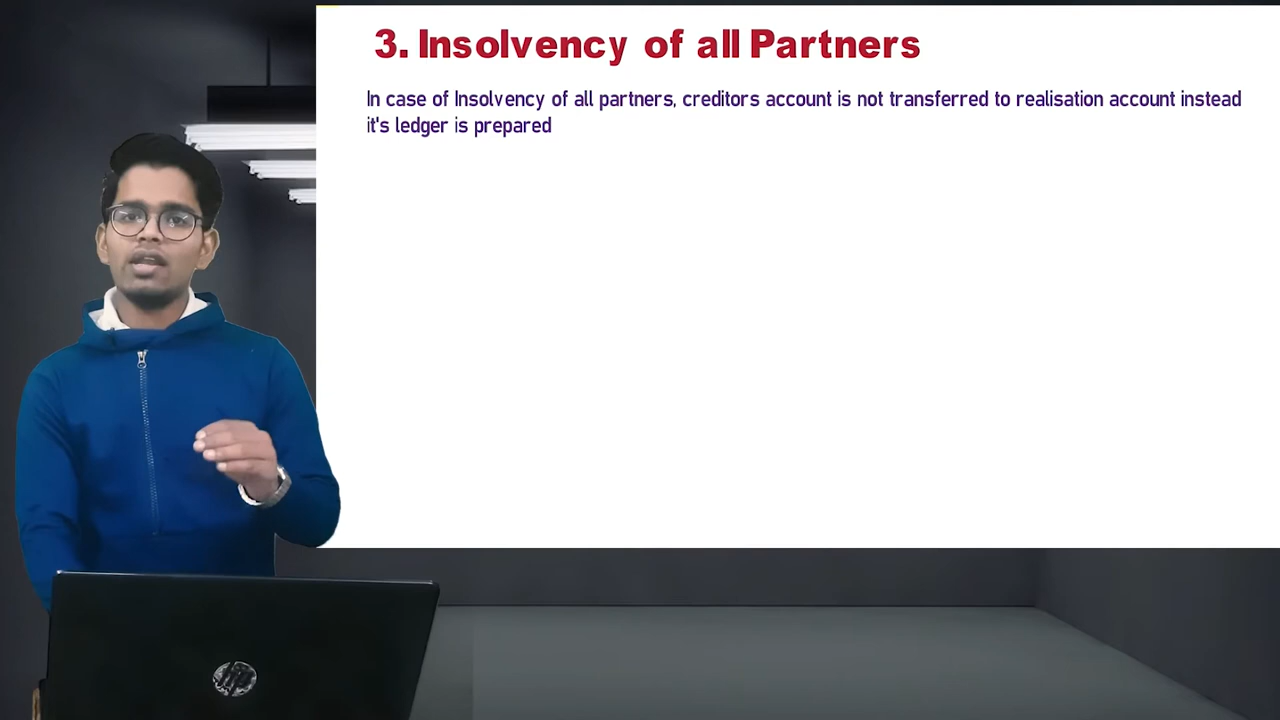 3. Insolvency of all Partners
In case of Insolvency of all partners, creditors account is not transferred to realisation account instead
it's ledger is prepared
hp